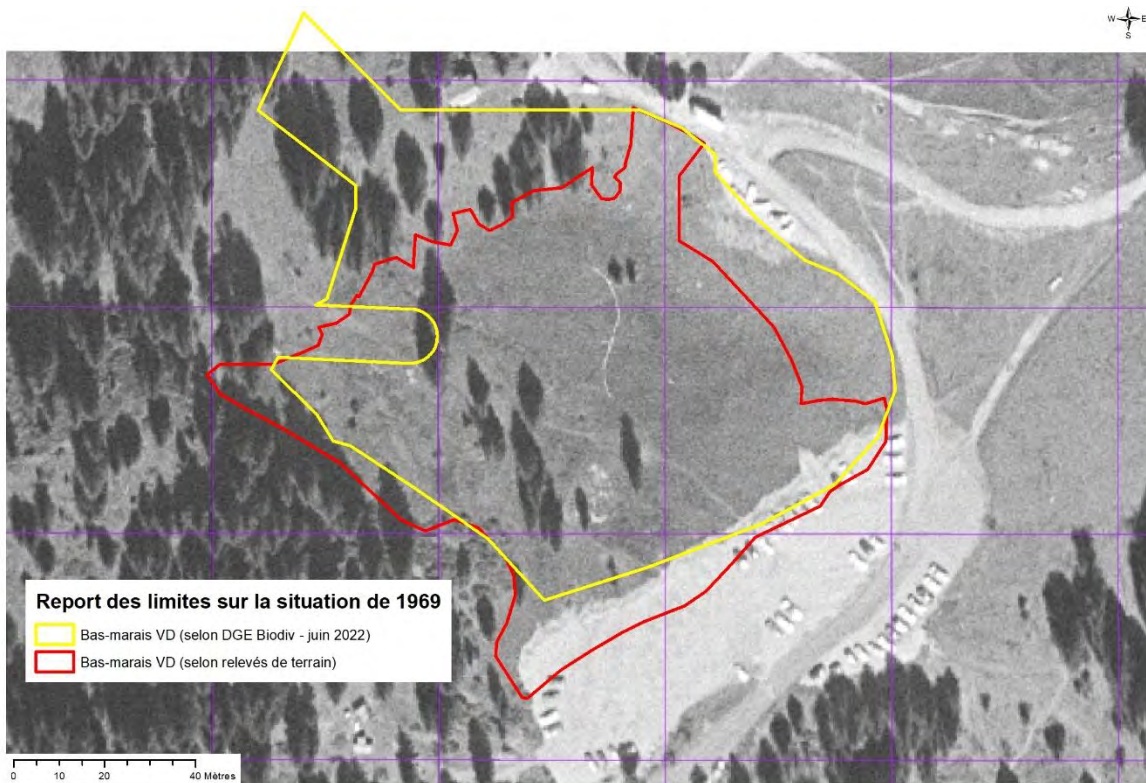 W E
S
Report des limites sur la situation de 1969
Bas-marais VD (selon DGE Biodiv - juin 2022)
Bas-marais VD (selon relevés de terrain)
0 10 20 40 Mètres